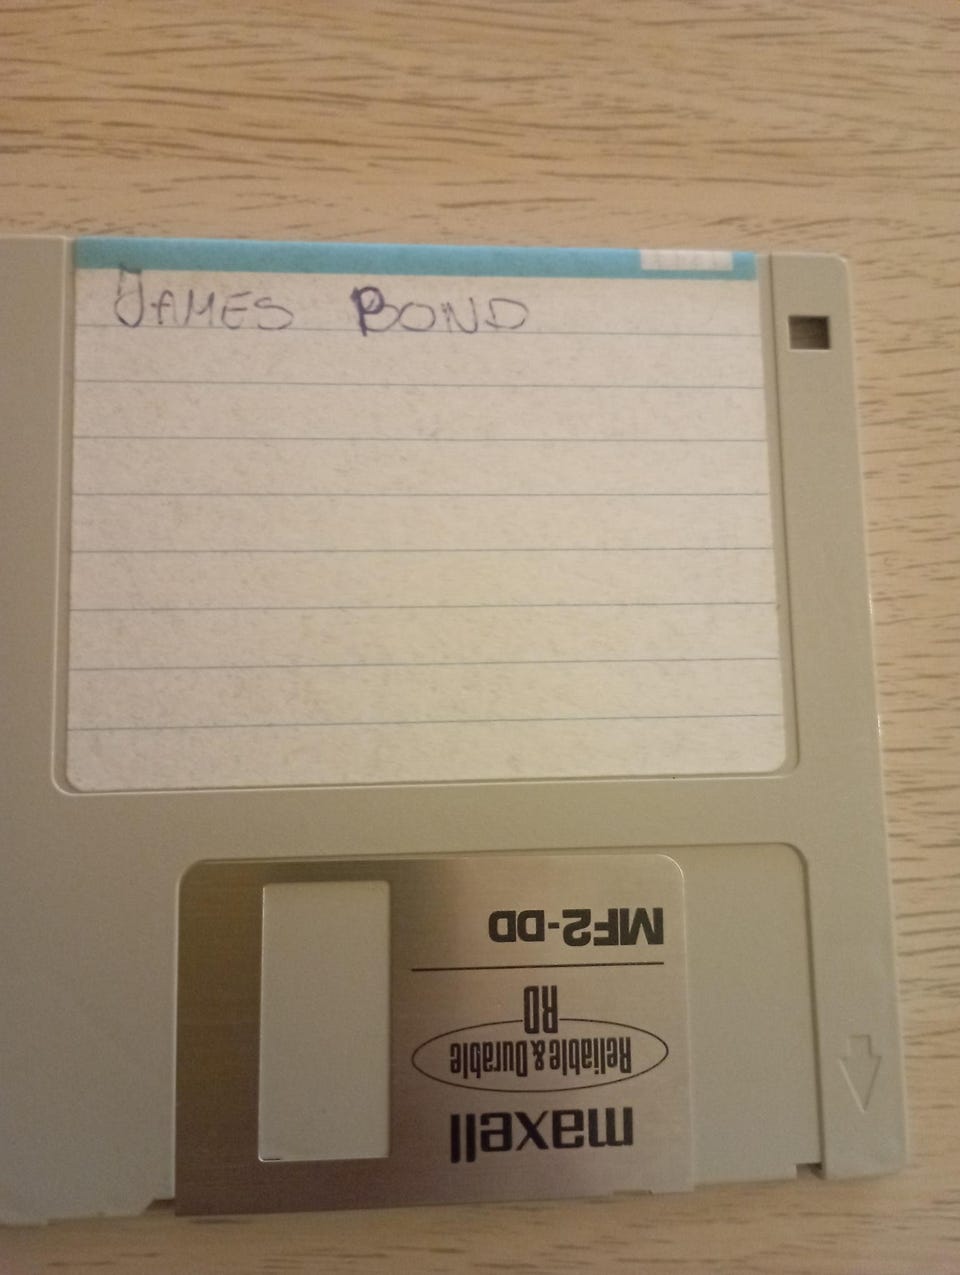 JAMES BOND
MF2-DD
RD
Reliable & Durable
maxell